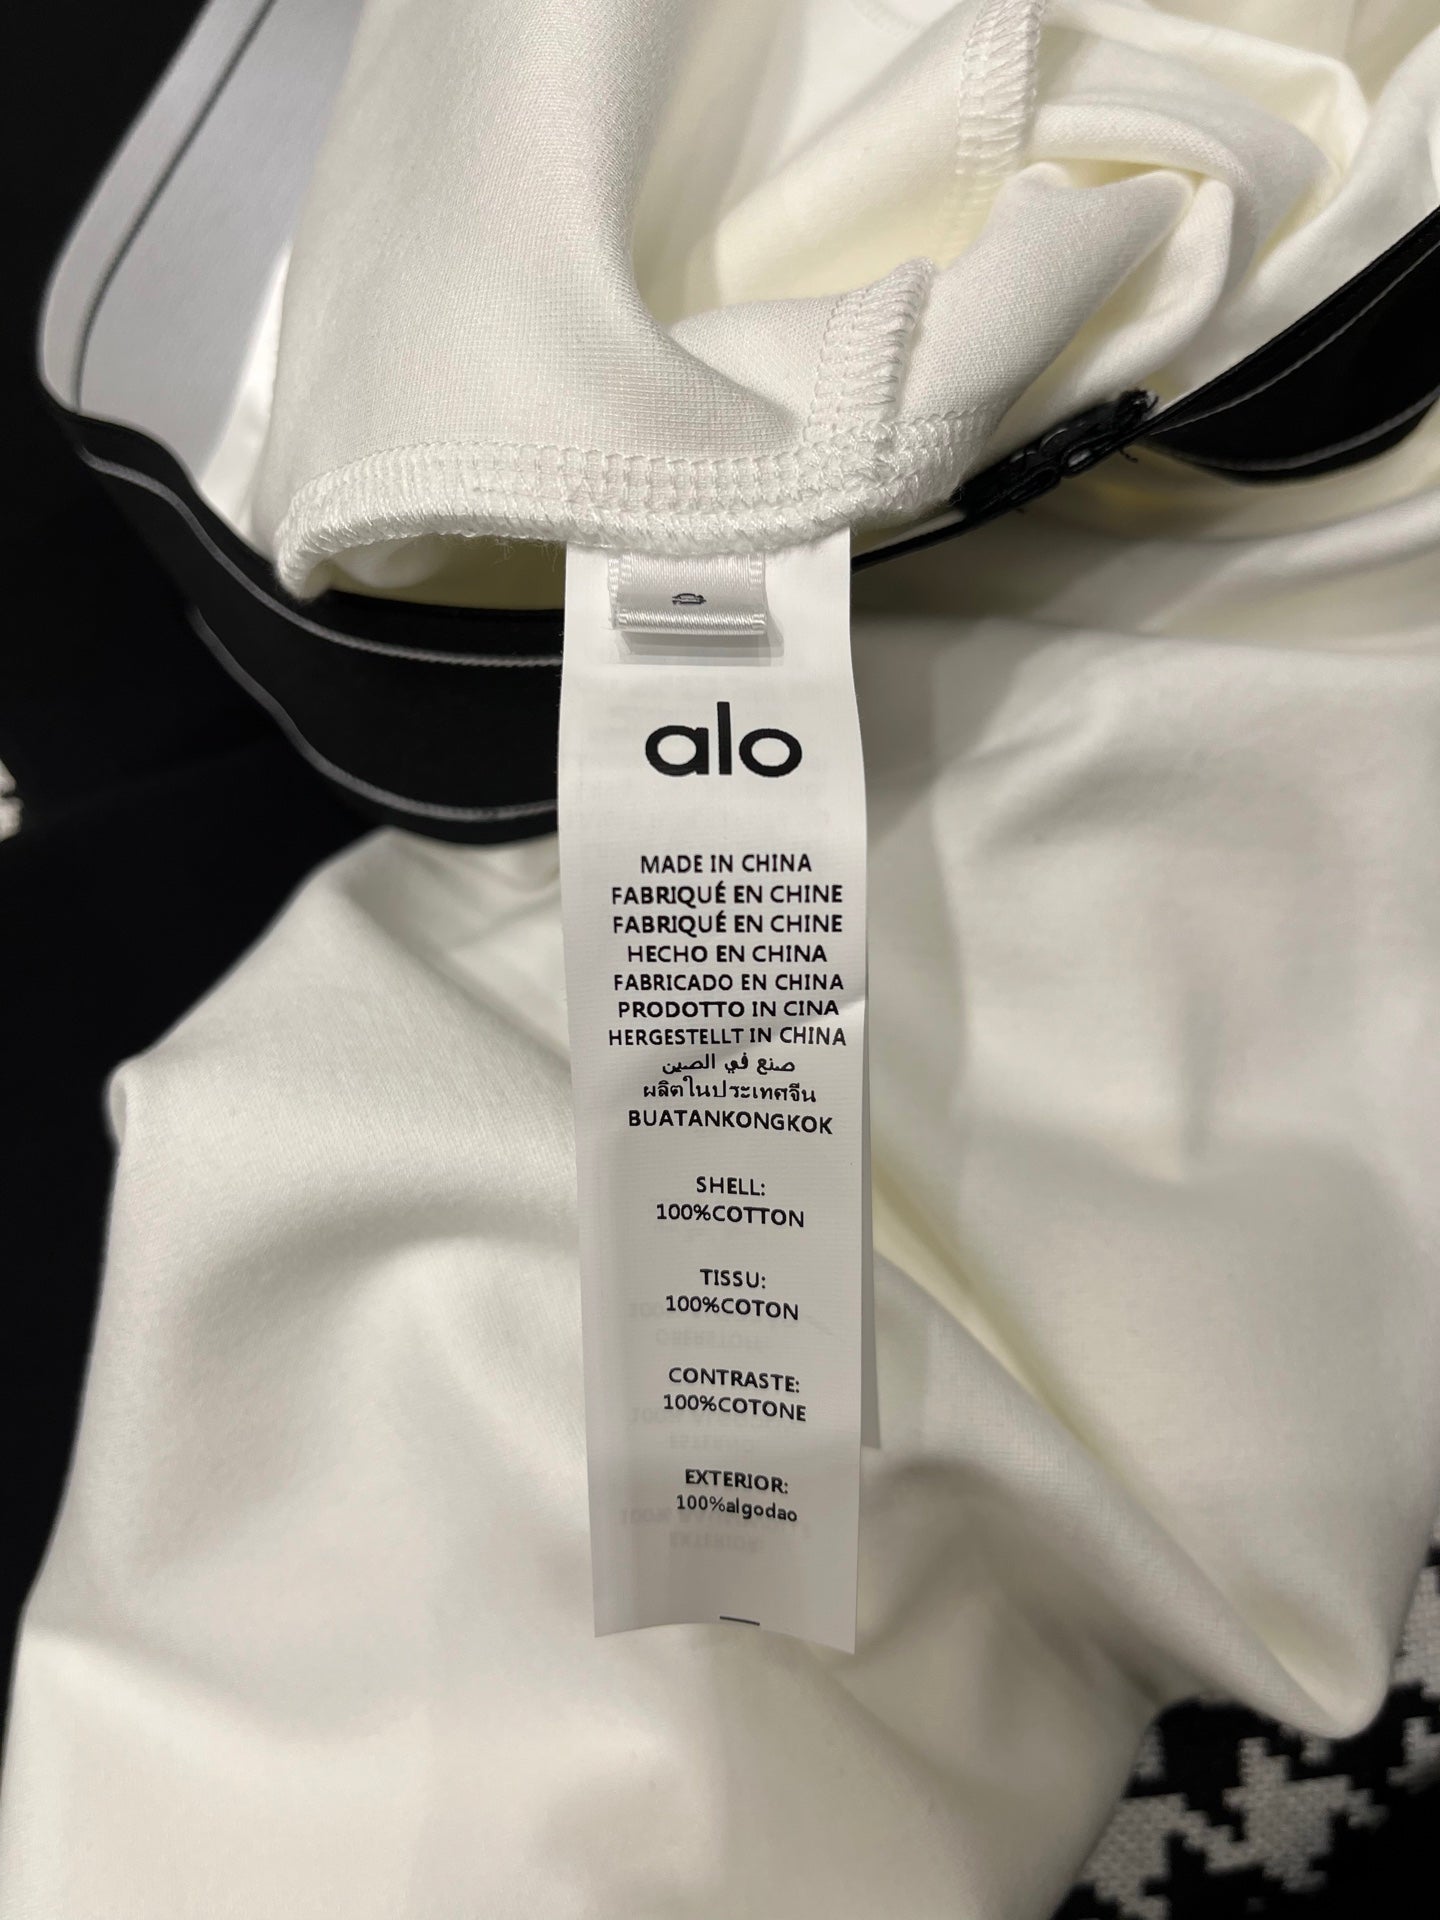 alo
MADE IN CHINA
FABRIQUÉ EN CHINE
FABRIQUÉ EN CHINE
HECHO EN CHINA
FABRICADO EN CHINA
PRODOTTO IN CINA
HERGESTELLT IN CHINA
صنع في الصين
ผลิตในประเทศจีน
BUATANKONGKOK
SHELL:
100%COTTON
TISSU:
100%COTON
CONTRASTE:
100%COTONE
EXTERIOR:
100%algodao